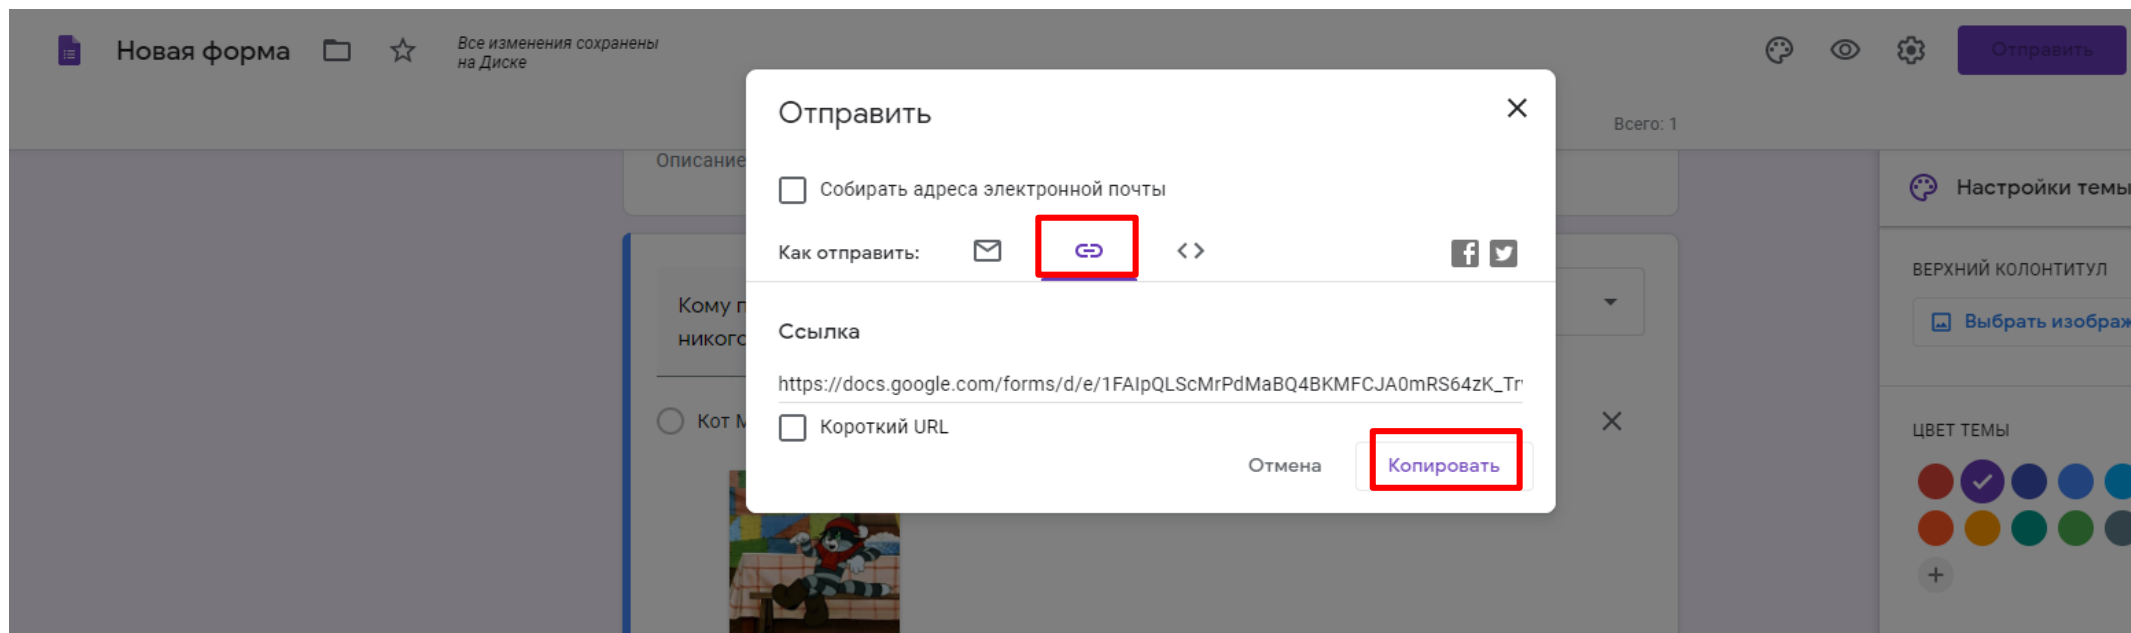 Новая форма
Все изменения сохранены
на Диске
Отправить
Отправить
Всего: 1
Описание
Собирать адреса электронной почты
Настройки темы
Как отправить:
ВЕРХНИЙ КОЛОНТИТУЛ
Кому п
Выбрать изображ
Ссылка
никого
https://docs.google.com/forms/d/e/1FAIpQLScMrPdMaBQ4BKMFCJA0mRS64zK_Tr
Кот М
Короткий URL
ЦВЕТ ТЕМЫ
Отмена
Копировать